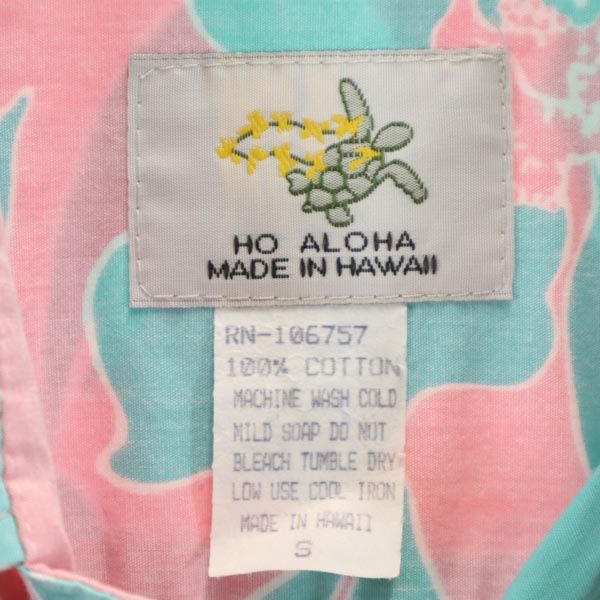 HO ALOHA
MADE IN HAWAII
RN-106757
100% COTTON
MACHINE WASH COLD
MILD SOAP DO NOT
BLEACH TUMBLE DRY
LOW USE COOL IRON
MADE IN HAWAII
S